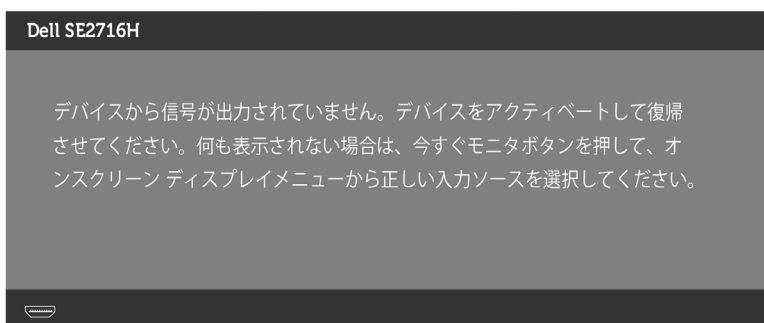 Dell SE2716H
デバイスから信号が出力されていません。デバイスをアクティベートして復帰
させてください。何も表示されない場合は、今すぐモニタボタンを押して、オ
ンスクリーン ディスプレイメニューから正しい入力ソースを選択してください。